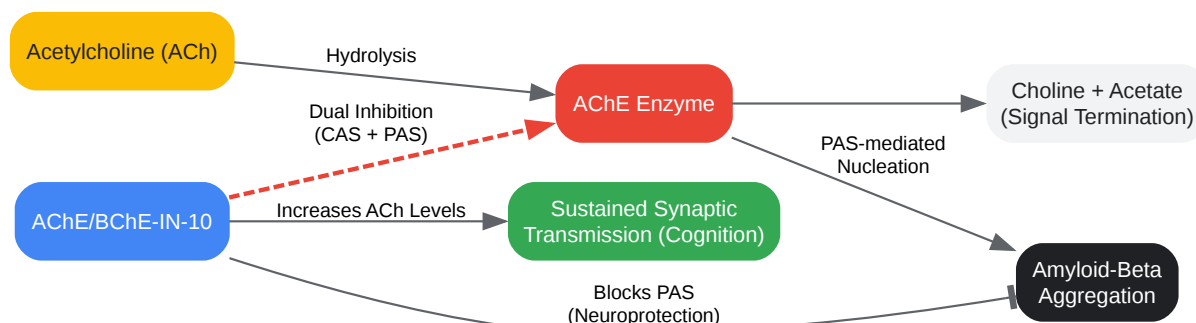 Acetylcholine (ACh)
Hydrolysis
AChE Enzyme
Choline + Acetate
(Signal Termination)
Dual Inhibition
(CAS + PAS)
PAS-mediated
Nucleation
AChE/BChE-IN-10
Increases ACh Levels
Sustained Synaptic
Transmission (Cognition)
Amyloid-Beta
Aggregation
Blocks PAS
(Neuroprotection)